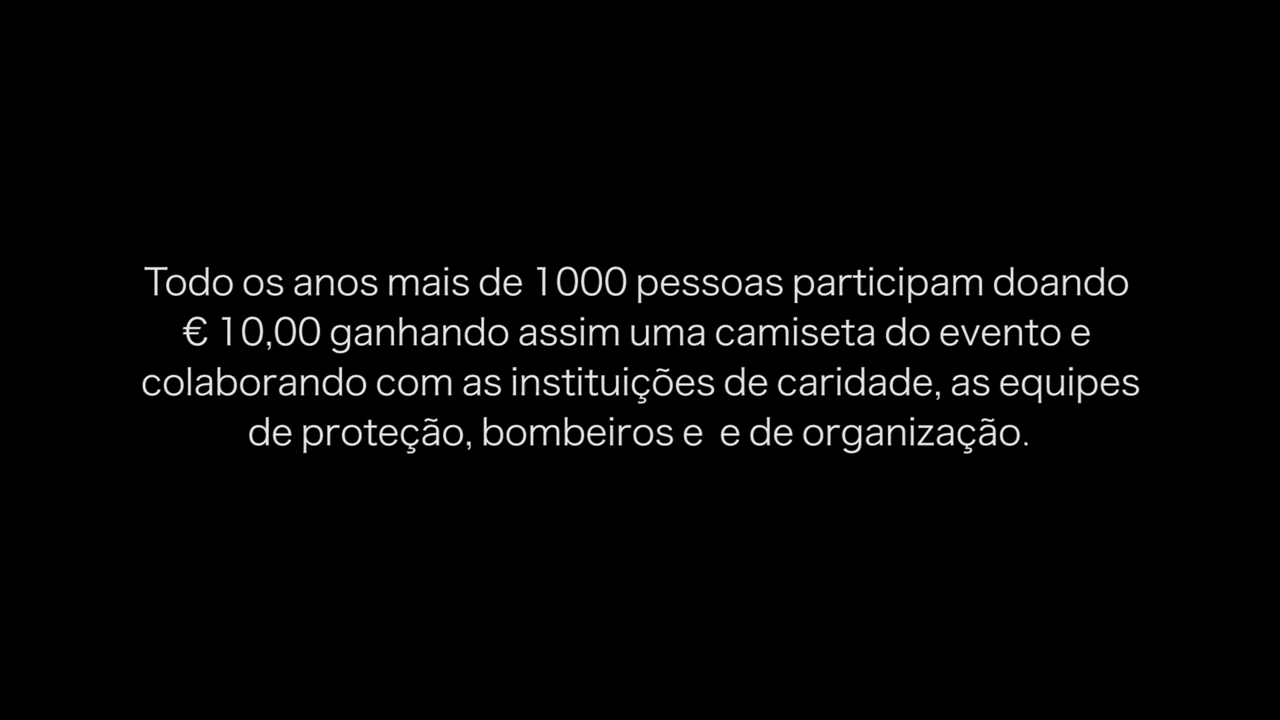 Todo os anos mais de 1000 pessoas participam doando
€ 10,00 ganhando assim uma camiseta do evento e
colaborando com as instituições de caridade, as equipes
de proteção, bombeiros e  e de organização.